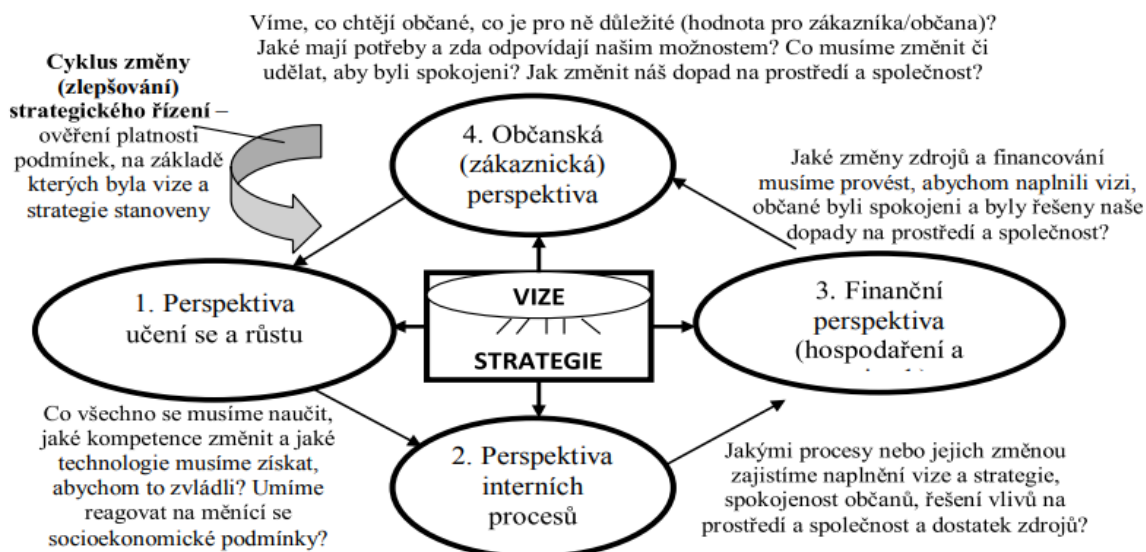 Víme, co chtějí občané, co je pro ně důležité (hodnota pro zákazníka/občana)?
Jaké mají potřeby a zda odpovídají našim možnostem? Co musíme změnit či
udělat, aby byli spokojeni? Jak změnit náš dopad na prostředí a společnost?
Cyklus změny
(zlepšování)
strategického řízení –
ověření platnosti
podmínek, na základě
kterých byla vize a
strategie stanoveny
4. Občanská
(zákaznická)
perspektiva
Jaké změny zdrojů a financování
musíme provést, abychom naplnili vizi,
občané byli spokojeni a byly řešeny naše
dopady na prostředí a společnost?
1. Perspektiva
učení se a růstu
VIZE
STRATEGIE
3. Finanční
perspektiva
(hospodaření a
Co všechno se musíme naučit,
jaké kompetence změnit a jaké
technologie musíme získat,
abychom to zvládli? Umíme
reagovat na měnící se
socioekonomické podmínky?
2. Perspektiva
interních
procesů
Jakými procesy nebo jejich změnou
zajistíme naplnění vize a strategie,
spokojenost občanů, řešení vlivů na
prostředí a společnost a dostatek zdrojů?